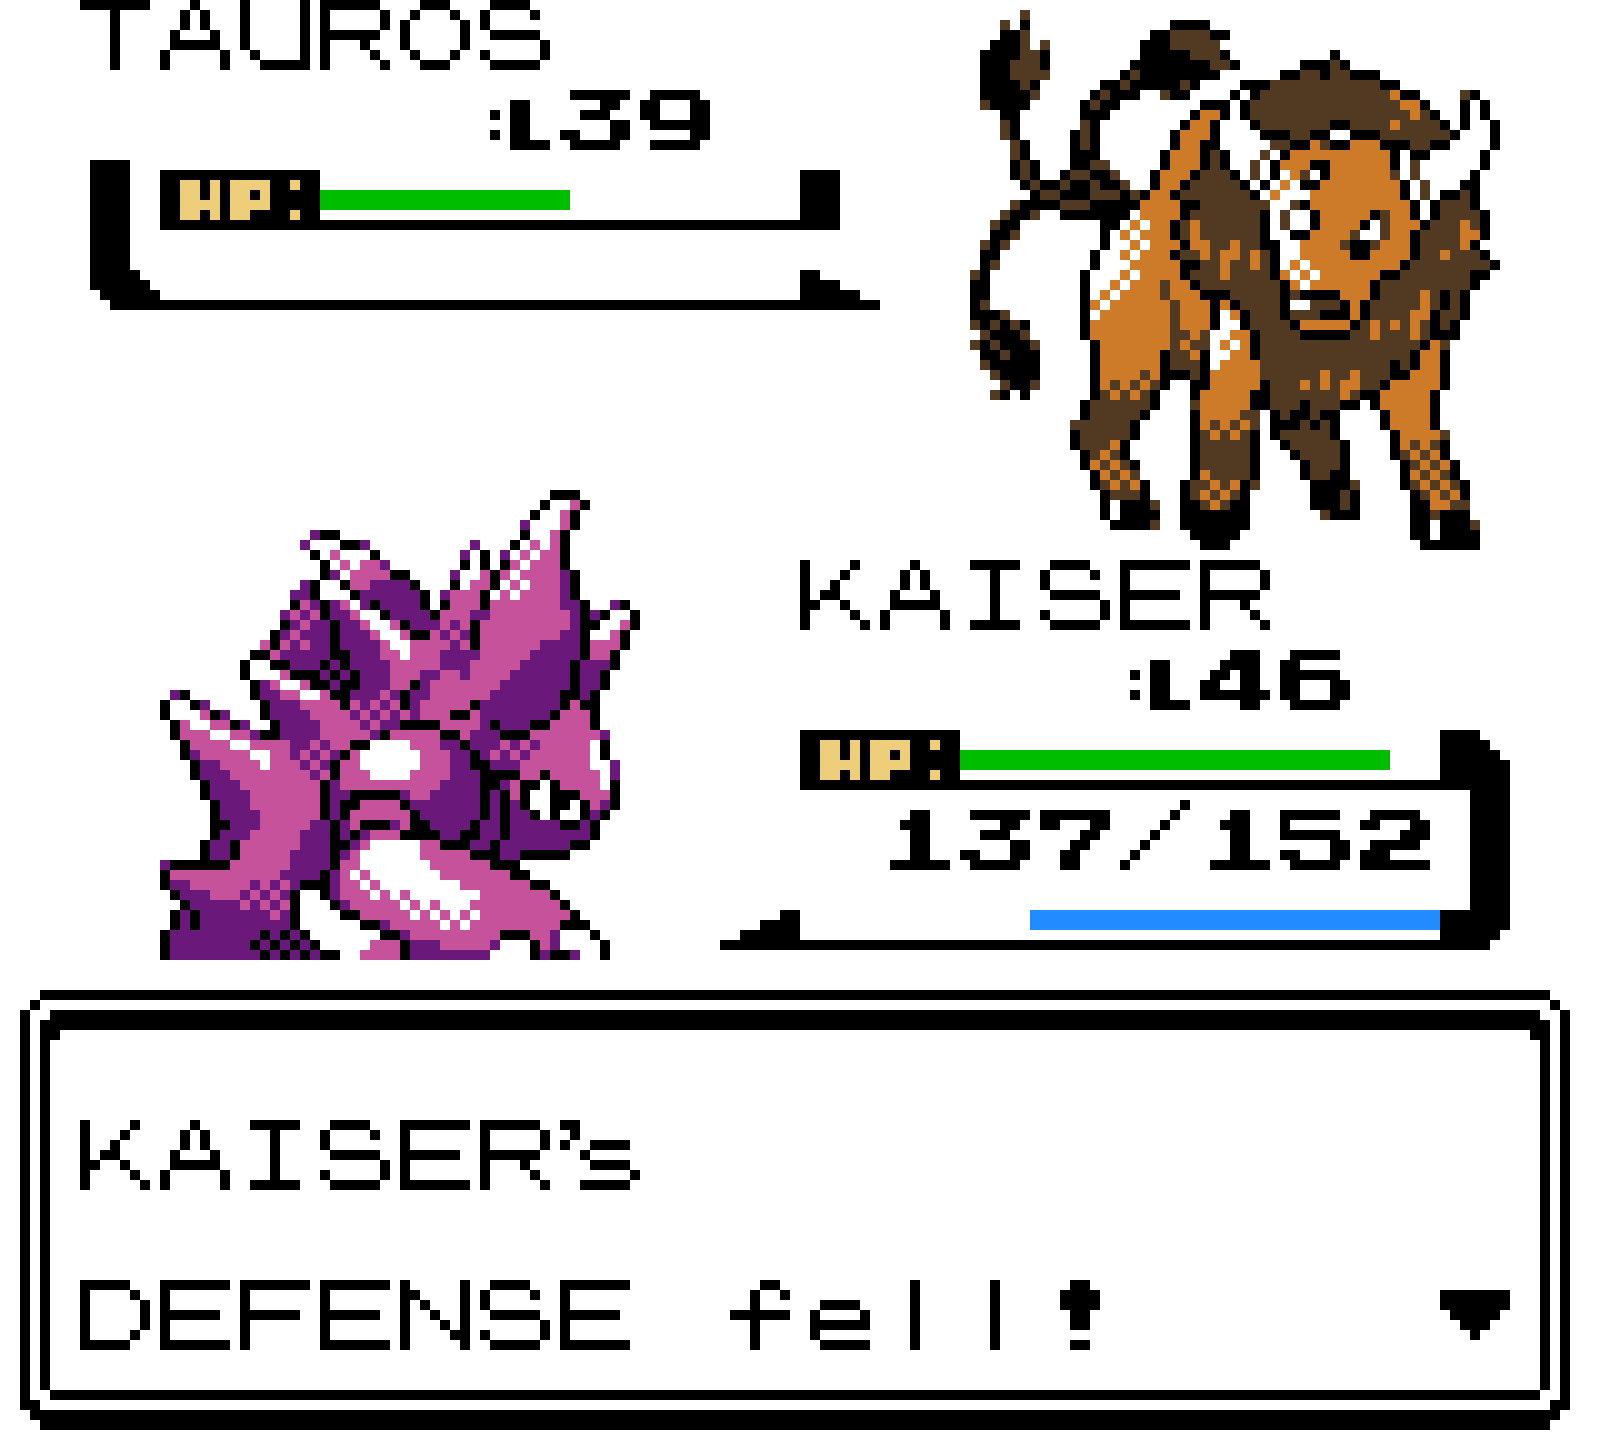 TAUROS
:L39
HP:
KAISER
:L46
HP:
137/152
KAISER's
DEFENSE fell!